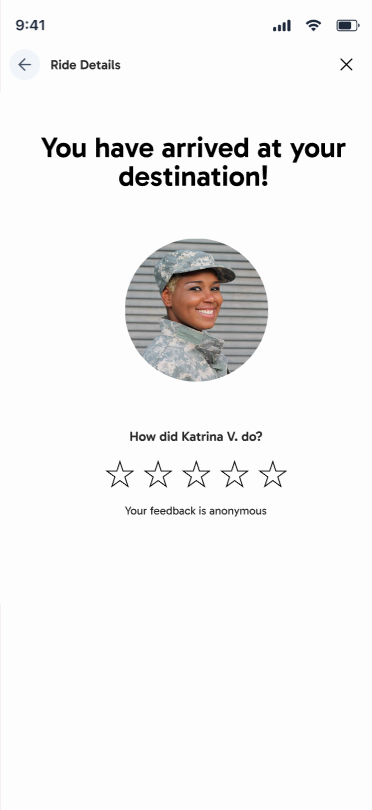 9:41
Ride Details
You have arrived at your
destination!
How did Katrina V. do?
Your feedback is anonymous